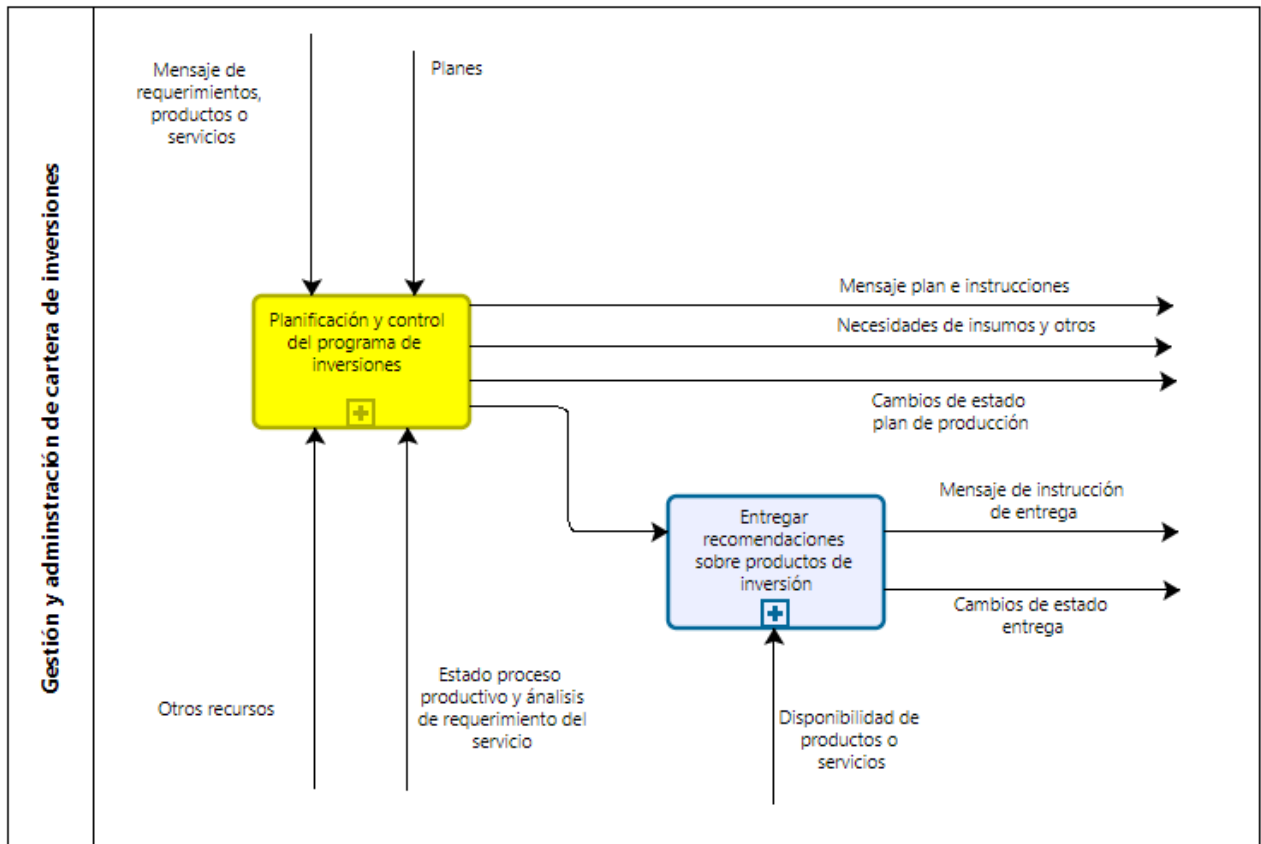 Gestión y adminstración de cartera de inversiones
Mensaje de
requerimientos,
productos o
servicios
Planes
Planificación y control
del programa de
inversiones
Mensaje plan e instrucciones
Necesidades de insumos y otros
Cambios de estado
plan de producción
Entregar
recomendaciones
sobre productos de
inversión
Mensaje de instrucción
de entrega
Cambios de estado
entrega
Otros recursos
Estado proceso
productivo y ánalisis
de requerimiento del
servicio
Disponibilidad de
productos o
servicios